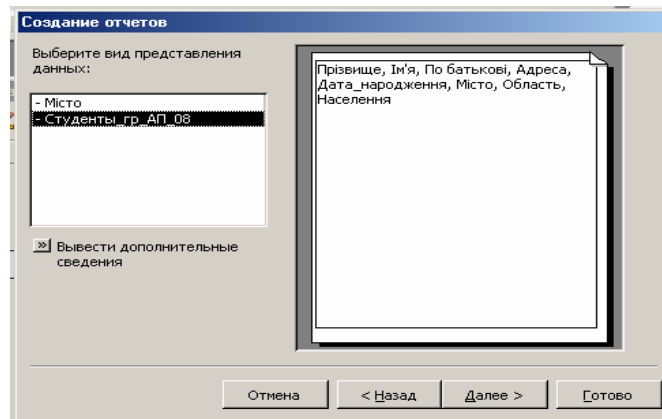 Создание отчетов
Выберите вид представления
данных:
- Місто
- Студенты_гр_АП_08
Вывести дополнительные
сведения
Прізвище, Ім'я, По батькові, Адреса,
Дата_народження, Місто, Область,
Населення
Отмена
< Назад
Далее >
Готово